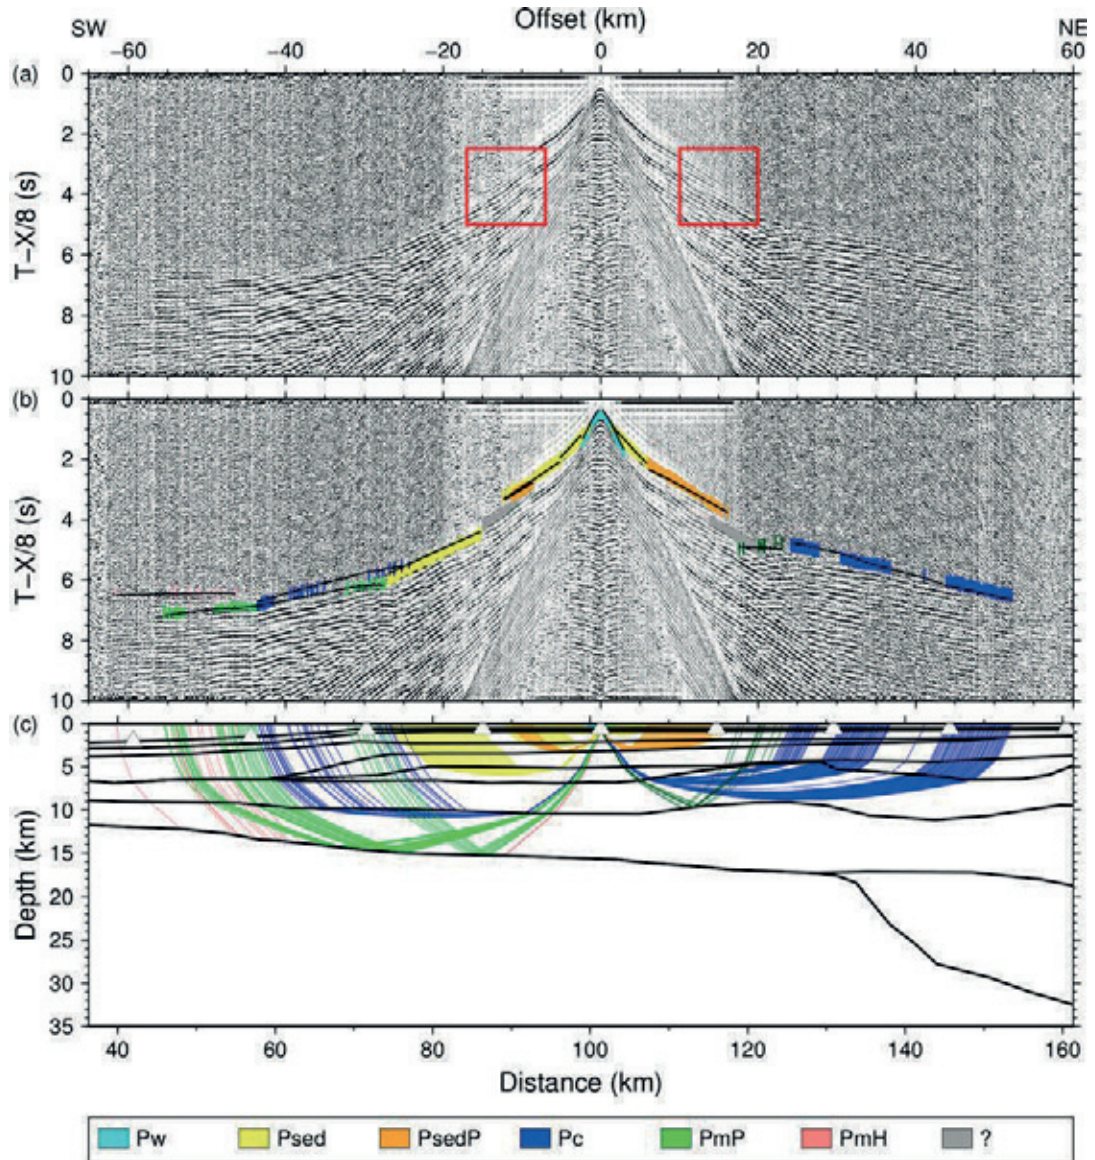 Offset (km)
SW NE
−60 −40 −20 0 20 40 60
(a)
0
2
4
6
8
10
T−X/8 (s)
(b)
0
2
4
6
8
10
T−X/8 (s)
(c)
0
5
10
15
20
25
30
35
Depth (km)
40 60 80 100 120 140 160
Distance (km)
Pw Psed PsedP Pc PmP PmH ?